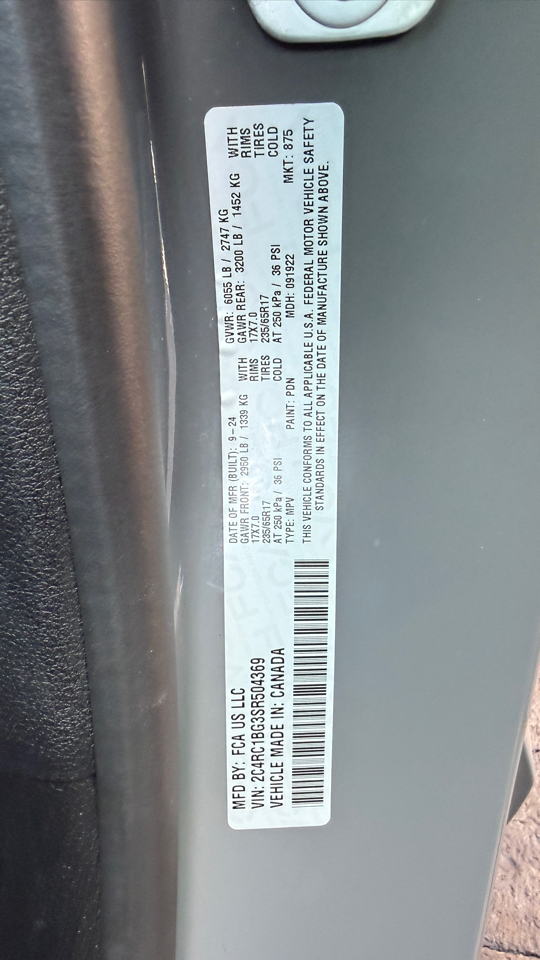 MFD BY: FCA US LLC
VIN: 2C4RC1BG3SR504369
VEHICLE MADE IN: CANADA
DATE OF MFR (BUILT): 9-24
GAWR FRONT: 2950 LB / 1339 KG WITH
17X7.0 RIMS
235/65R17 TIRES
AT 250 kPa / 36 PSI COLD
TYPE: MPV PAINT: PDN
GVWR: 6055 LB / 2747 KG
GAWR REAR: 3200 LB / 1452 KG WITH
17X7.0 RIMS
235/65R17 TIRES
AT 250 kPa / 36 PSI COLD
MDH: 091922 MKT: 875
THIS VEHICLE CONFORMS TO ALL APPLICABLE U.S.A. FEDERAL MOTOR VEHICLE SAFETY
STANDARDS IN EFFECT ON THE DATE OF MANUFACTURE SHOWN ABOVE.